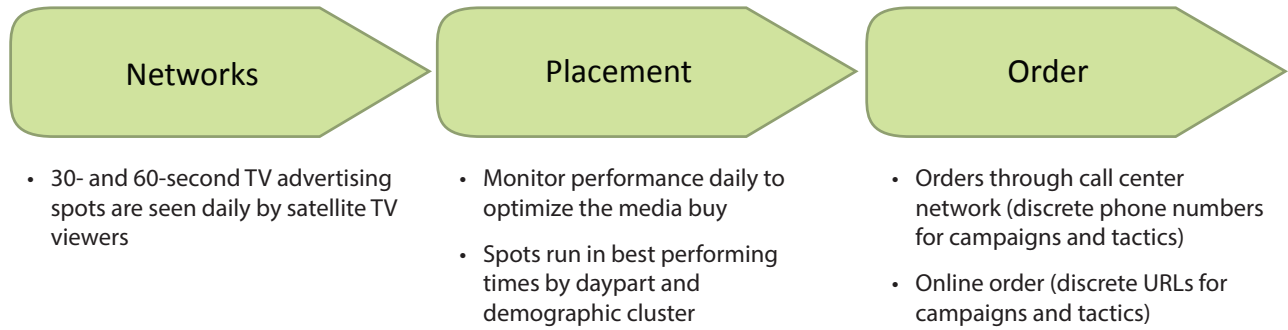 Networks
Placement
Order
• 30- and 60-second TV advertising
spots are seen daily by satellite TV
viewers
• Monitor performance daily to
optimize the media buy
• Spots run in best performing
times by daypart and
demographic cluster
• Orders through call center
network (discrete phone numbers
for campaigns and tactics)
• Online order (discrete URLs for
campaigns and tactics)